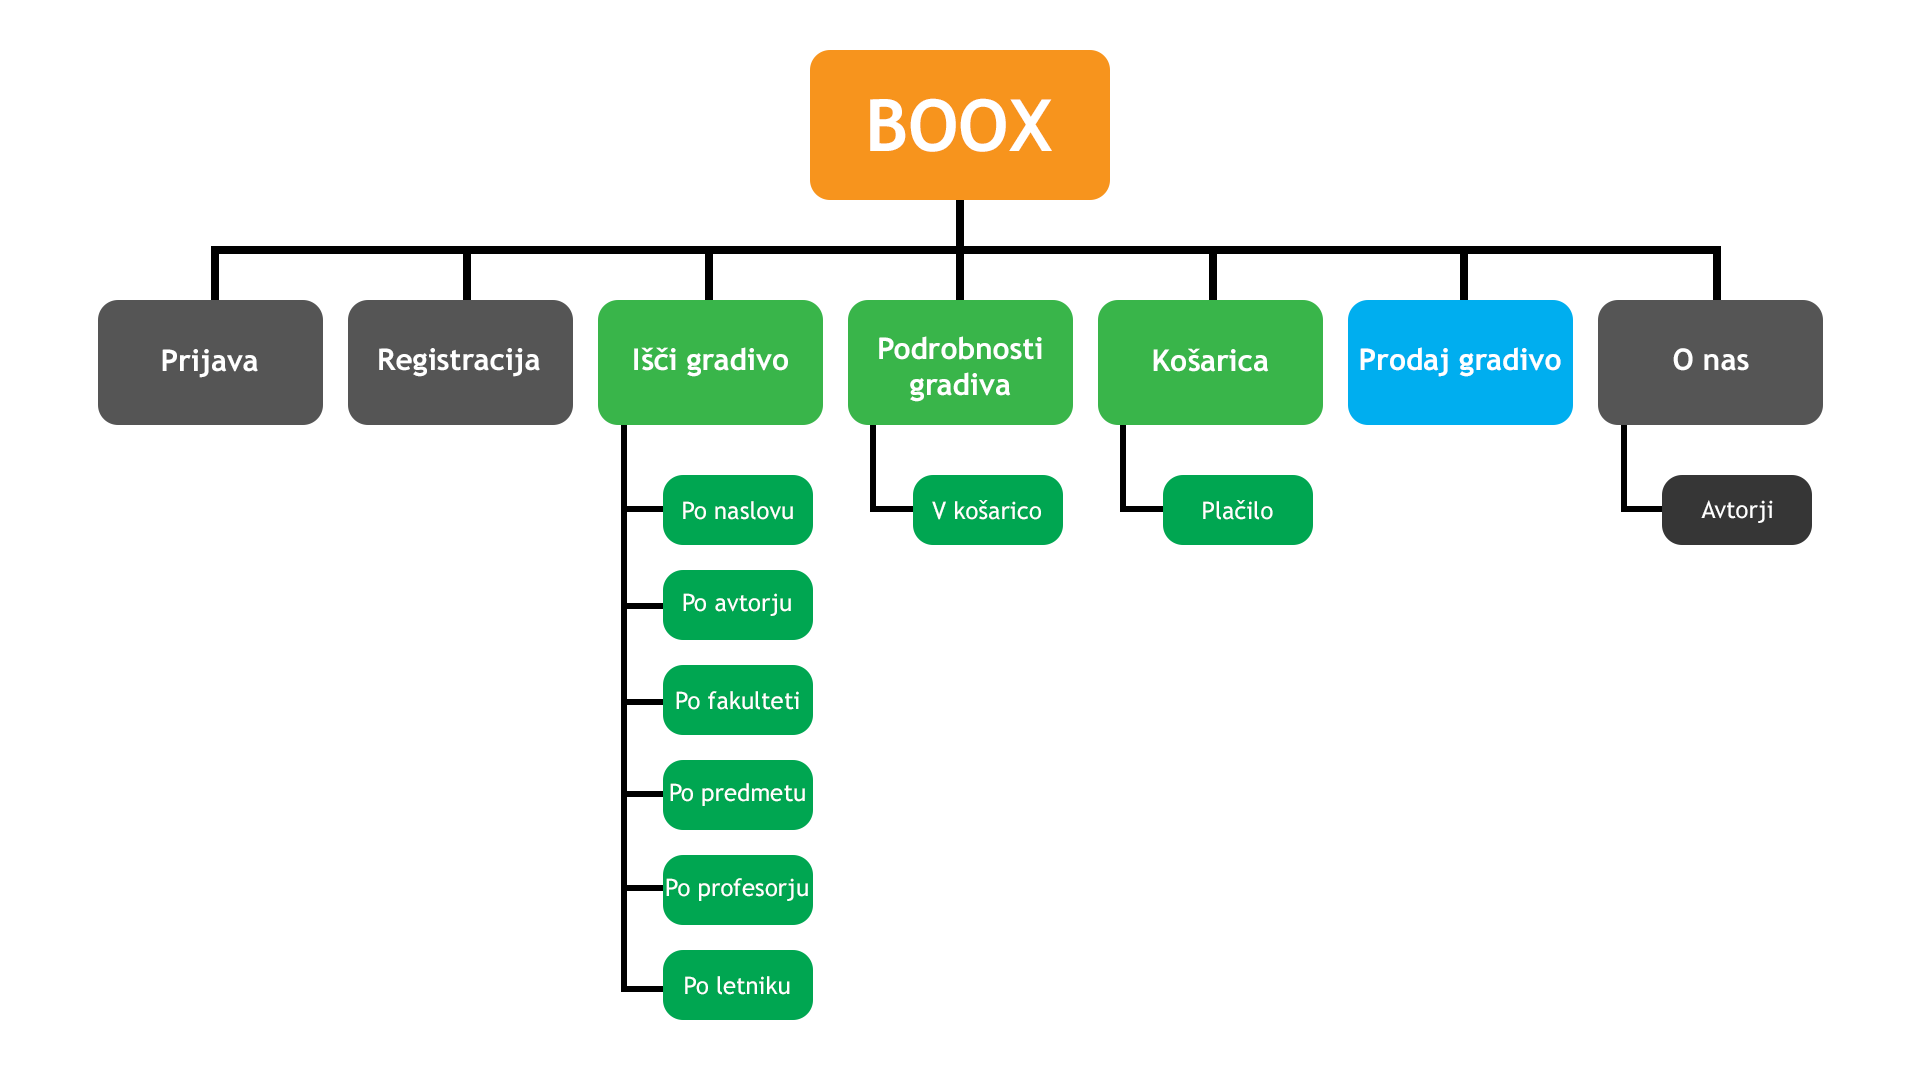 BOOX
Prijava
Registracija
Išči gradivo
Podrobnosti
gradiva
Košarica
Prodaj gradivo
O nas
Po naslovu
Po avtorju
Po fakulteti
Po predmetu
Po profesorju
Po letniku
V košarico
Plačilo
Avtorji